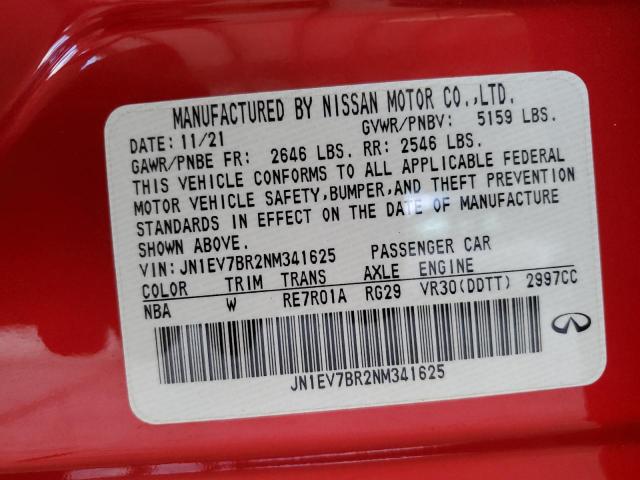 MANUFACTURED BY NISSAN MOTOR CO.,LTD.
DATE: 11/21 GVWR/PNBV: 5159 LBS.
GAWR/PNBE FR: 2646 LBS. RR: 2546 LBS.
THIS VEHICLE CONFORMS TO ALL APPLICABLE FEDERAL
MOTOR VEHICLE SAFETY,BUMPER,AND THEFT PREVENTION
STANDARDS IN EFFECT ON THE DATE OF MANUFACTURE
SHOWN ABOVE.
VIN: JN1EV7BR2NM341625 PASSENGER CAR
COLOR TRIM TRANS AXLE ENGINE
NBA W RE7R01A RG29 VR30(DDTT) 2997CC
JN1EV7BR2NM341625